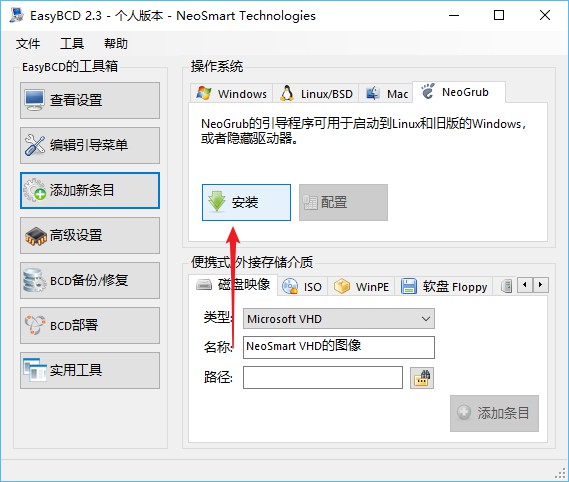 EasyBCD 2.3 - 个人版本 - NeoSmart Technologies
文件 工具 帮助
EasyBCD的工具箱
查看设置
编辑引导菜单
添加新条目
高级设置
BCD备份/修复
BCD部署
实用工具
操作系统
Windows Linux/BSD Mac NeoGrub
NeoGrub的引导程序可用于启动到Linux和旧版的Windows，
或者隐藏驱动器。
安装 配置
便携式/外接存储介质
磁盘映像 ISO WinPE 软盘 Floppy
类型: Microsoft VHD
名称: NeoSmart VHD的图像
路径:
添加条目